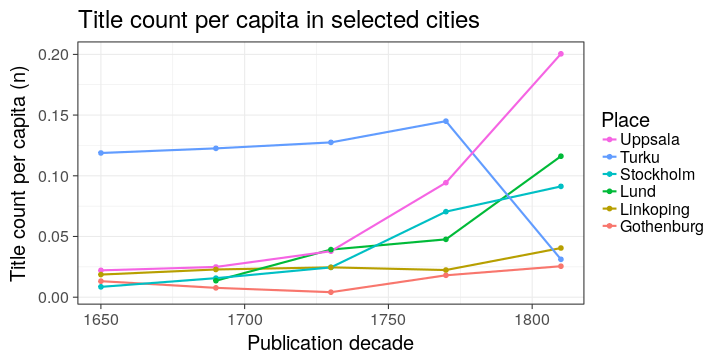 Title count per capita in selected cities
Title count per capita (n)
0.20
0.15
0.10
0.05
0.00
1650
1700
1750
1800
Publication decade
Place
Uppsala
Turku
Stockholm
Lund
Linkoping
Gothenburg